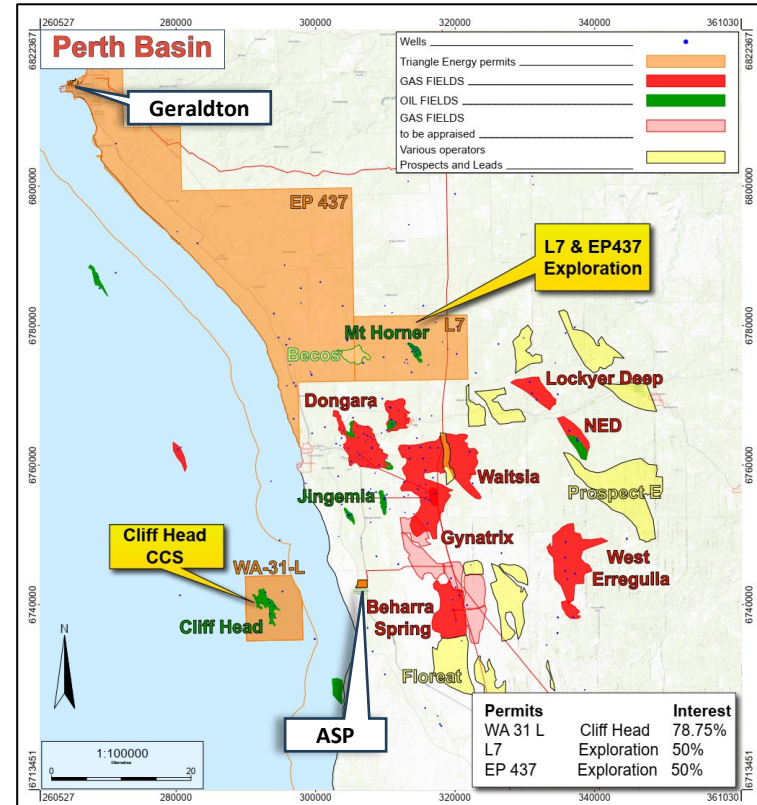 260527
280000
300000
320000
340000
361030
6822367
6822367
Perth Basin
Wells
Triangle Energy permits
GAS FIELDS
OIL FIELDS
GAS FIELDS
to be appraised
Various operators
Prospects and Leads
Geraldton
6800000
6800000
EP 437
L7 & EP437
Exploration
6780000
6780000
L7
Mt Horner
Becos
Lockyer Deep
Dongara
NED
6760000
6760000
Waitsia
Prospect E
Jingemia
Gynatrix
Cliff Head
CCS
WA-31-L
West
Erregulla
6740000
6740000
Cliff Head
Beharra
Spring
N
Floreat
ASP
Permits Interest
WA 31 L Cliff Head 78.75%
L7 Exploration 50%
EP 437 Exploration 50%
1:100000
Kilometres
0 20
6713451
6713451
260527
280000
300000
320000
340000
361030